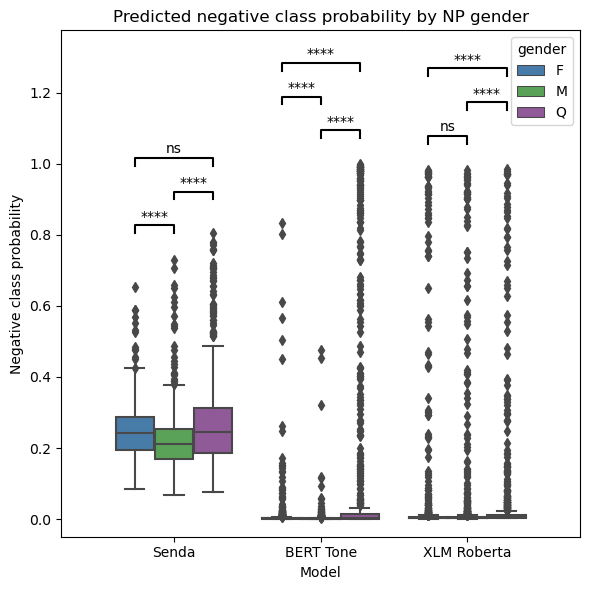 Predicted negative class probability by NP gender
gender
F
M
Q
****
****
ns
****
****
****
ns
****
****
Negative class probability
1.2
1.0
0.8
0.6
0.4
0.2
0.0
Senda BERT Tone XLM Roberta
Model